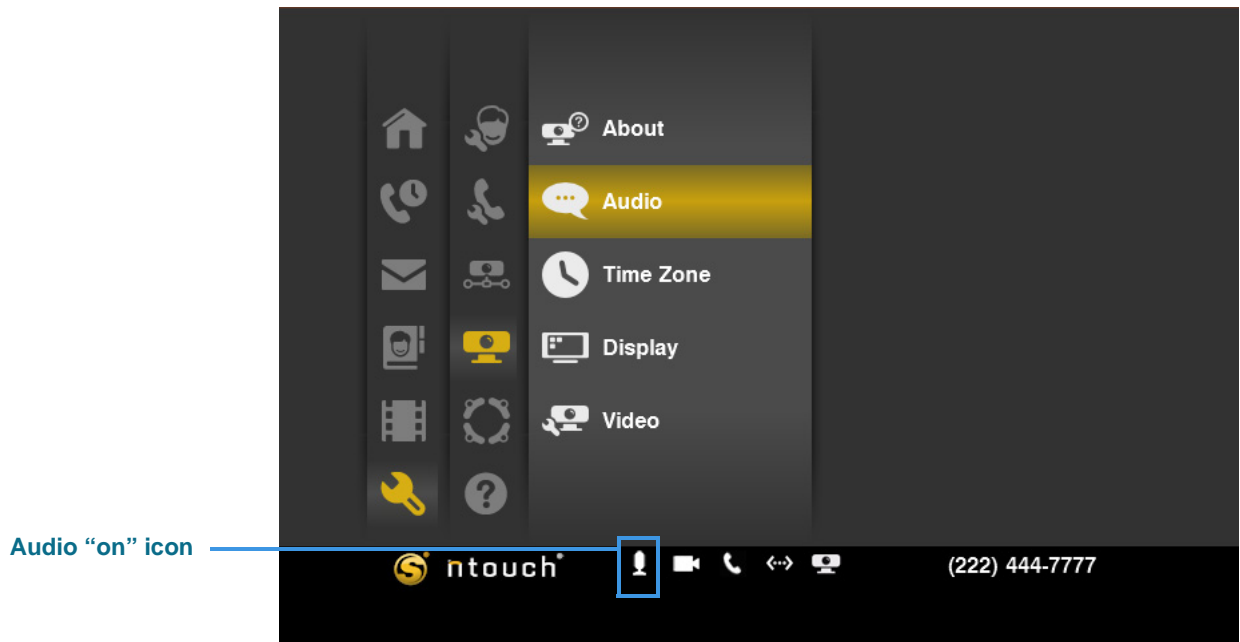 About
Audio
Time Zone
Display
Video
Audio “on” icon
ntouch
(222) 444-7777